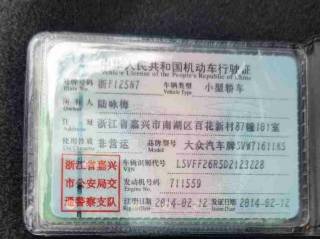 中华人民共和国机动车行驶证
Vehicle License of the People's Republic of China
号牌号码 浙F1Z5N7 车辆类型 小型轿车
Vehicle Type
所有人 陆咏梅
住址 浙江省嘉兴市南湖区百花新村87幢101室
使用性质 非营运 品牌型号 大众汽车牌SVW71611KS
浙江省嘉兴
市公安局交
通警察支队
车辆识别代号 LSVFF26R5D2123228
VIN
发动机号码 711559
Engine No.
注册日期 2014-02-12 发证日期 2014-02-12